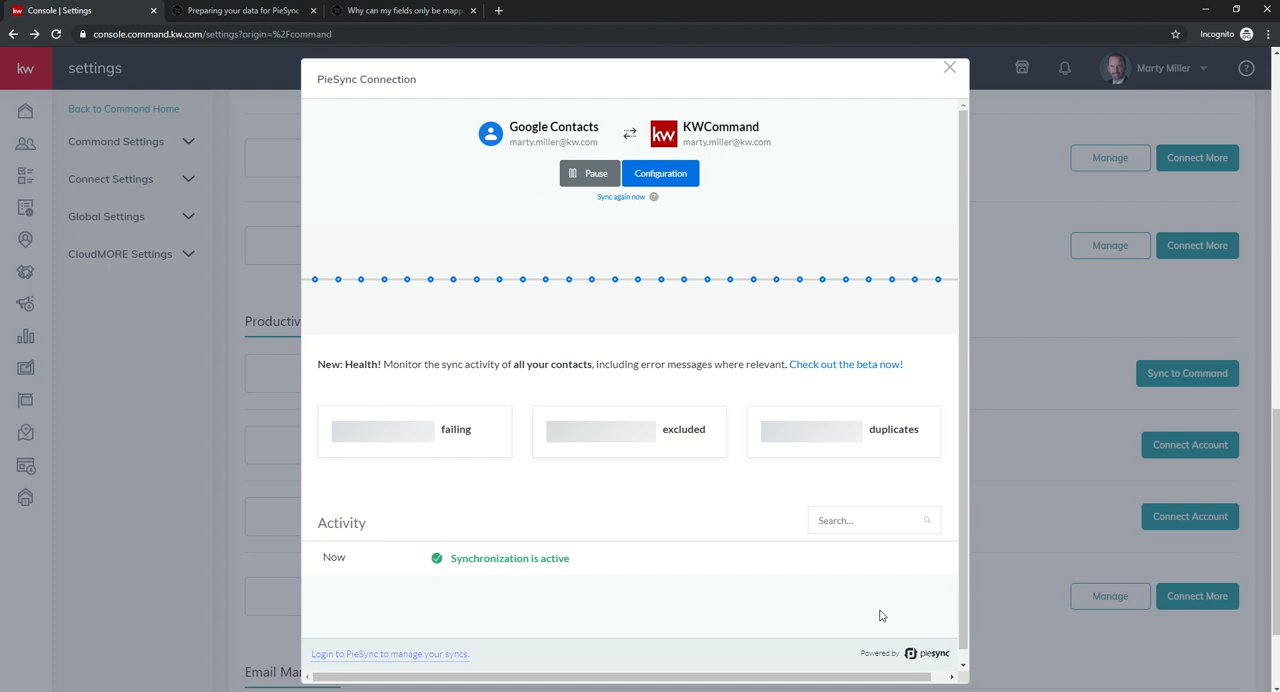 Console | Settings
Preparing your data for PieSync
Why can my fields only be mapp
console.command.kw.com/settings?origin=%2Fcommand
Incognito
kw
settings
Marty Miller
Back to Command Home
Command Settings
Connect Settings
Global Settings
CloudMORE Settings
Manage
Connect More
Manage
Connect More
Productiv
Sync to Command
Connect Account
Connect Account
Manage
Connect More
Email Ma
PieSync Connection
Google Contacts
marty.miller@kw.com
kw
KWCommand
marty.miller@kw.com
Pause
Configuration
Sync again now
New: Health! Monitor the sync activity of all your contacts, including error messages where relevant. Check out the beta now!
failing
excluded
duplicates
Activity
Search...
Now
Synchronization is active
Login to PieSync to manage your syncs.
Powered by piesync